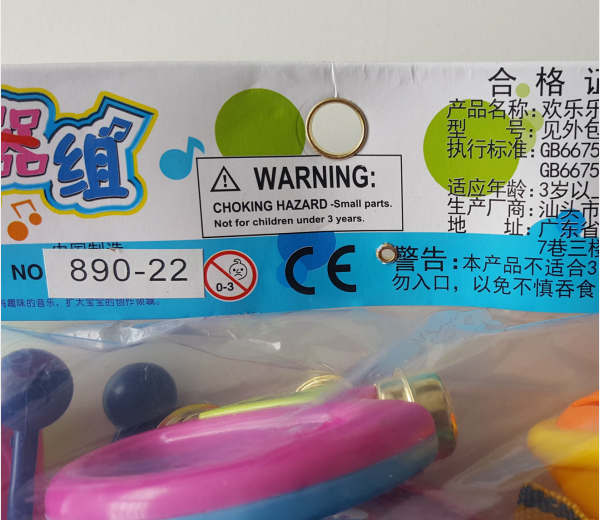 器组
合格证
产品名称:欢乐乐
型 号:见外包
执行标准:GB6675
GB6675
适应年龄:3岁以
生产厂商:汕头市
地 址:广东省
7巷三楼
WARNING:
CHOKING HAZARD -Small parts.
Not for children under 3 years.
中国制造
NO 890-22
0-3
CE
警告:本产品不适合3
勿入口,以免不慎吞食